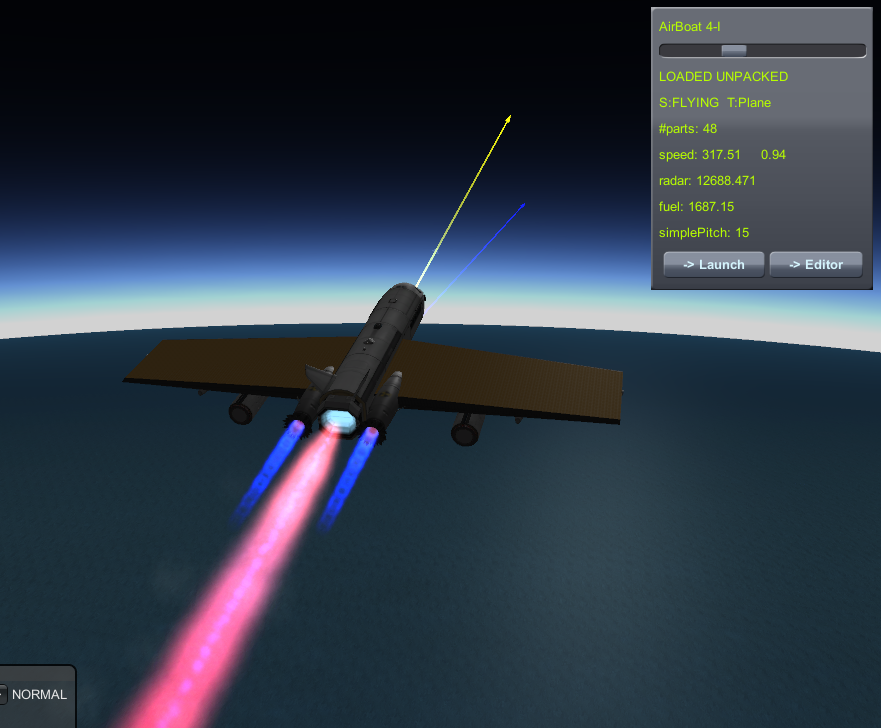 AirBoat 4-I
LOADED UNPACKED
S:FLYING T:Plane
#parts: 48
speed: 317.51 0.94
radar: 12688.471
fuel: 1687.15
simplePitch: 15
-> Launch -> Editor
NORMAL